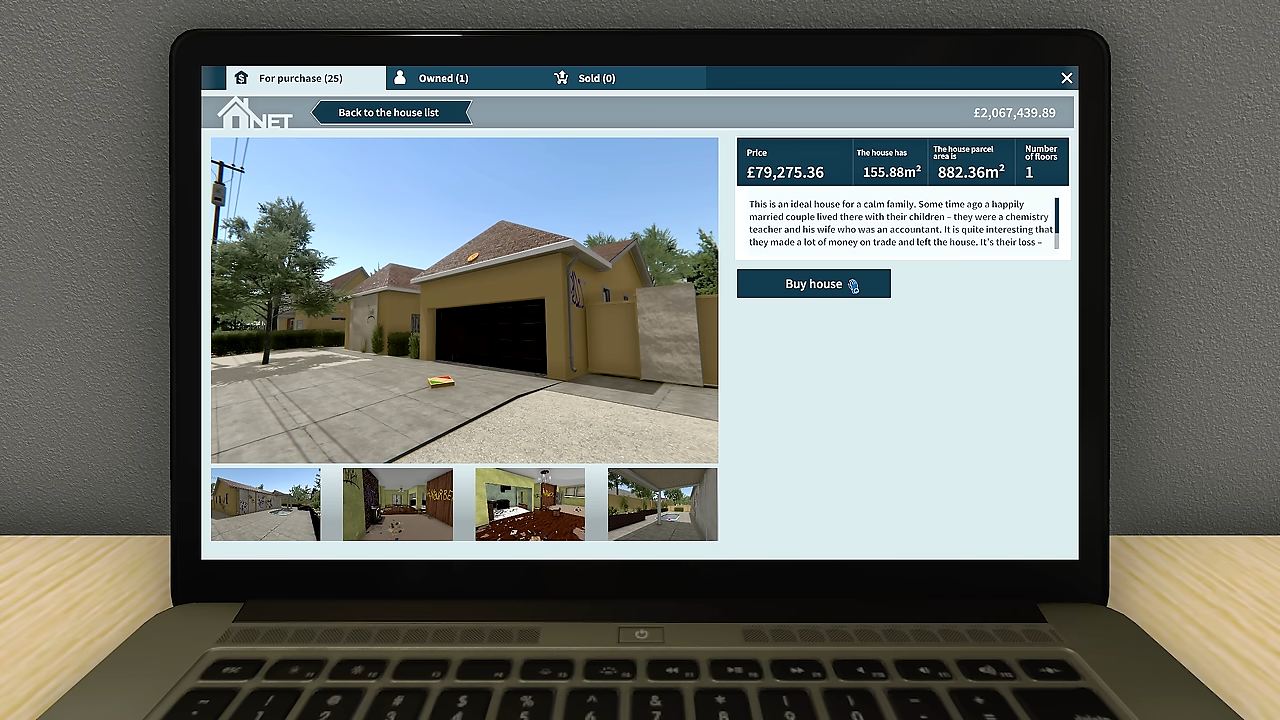 For purchase (25)
Owned (1)
Sold (0)
NET
Back to the house list
£2,067,439.89
Price
£79,275.36
The house has
155.88m²
The house parcel
area is
882.36m²
Number
of floors
1
This is an ideal house for a calm family. Some time ago a happily
married couple lived there with their children – they were a chemistry
teacher and his wife who was an accountant. It is quite interesting that
they made a lot of money on trade and left the house. It's their loss –
Buy house